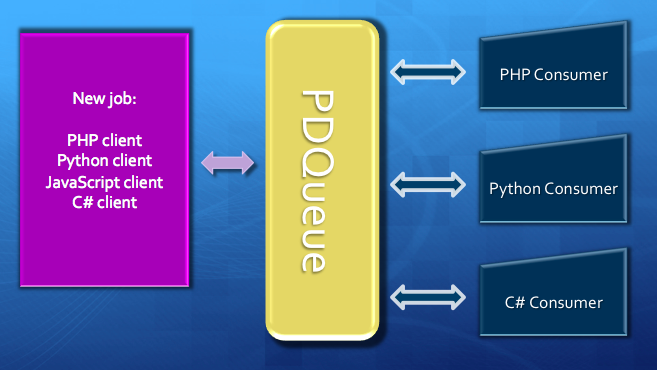 New job:
PHP client
Python client
JavaScript client
C# client
PDQueue
PHP Consumer
Python Consumer
C# Consumer